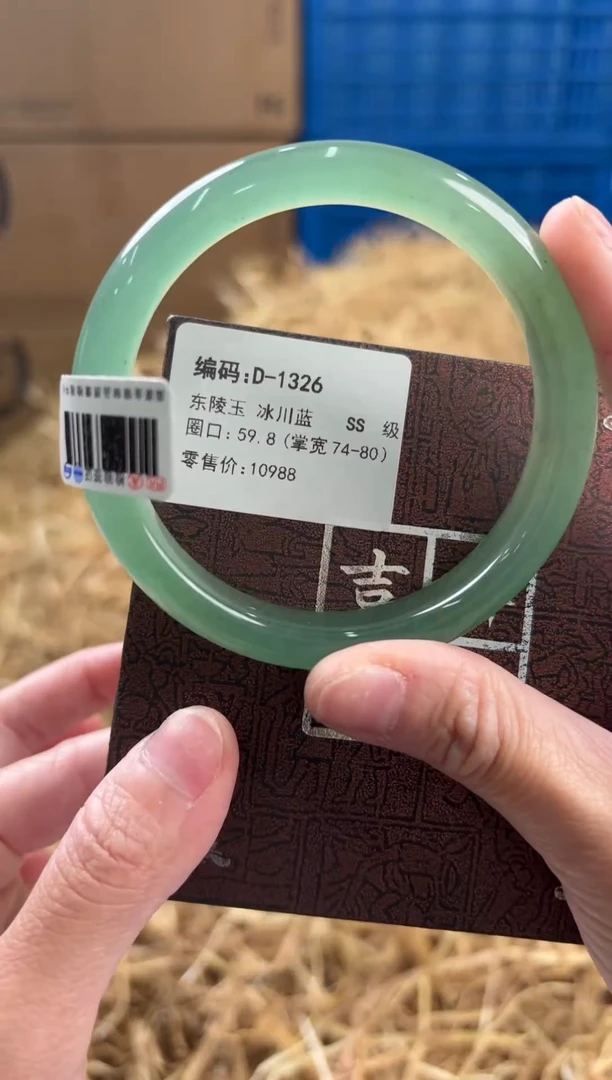 编码:D-1326
东陵玉 冰川蓝 SS 级
圈口: 59.8 (掌宽 74-80)
零售价:10988
吉